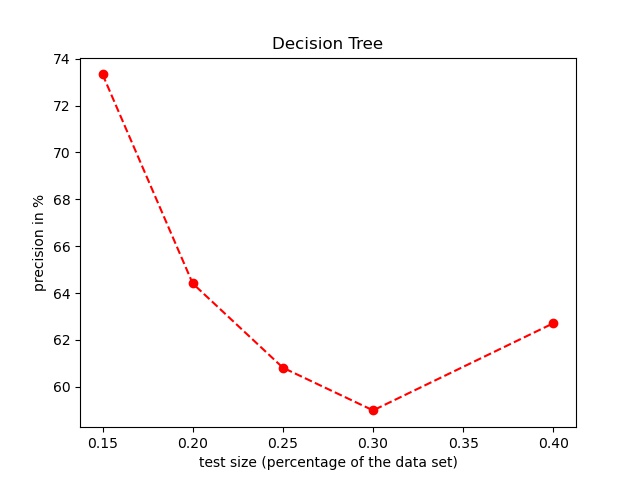 Decision Tree
74
72
70
68
66
64
62
60
precision in %
0.15 0.20 0.25 0.30 0.35 0.40
test size (percentage of the data set)